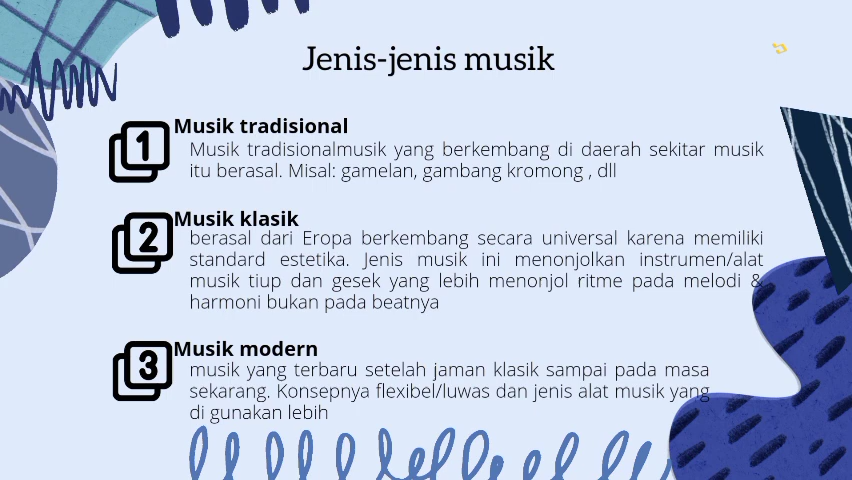 Jenis-jenis musik
1
Musik tradisional
Musik tradisionalmusik yang berkembang di daerah sekitar musik
itu berasal. Misal: gamelan, gambang kromong , dll
2
Musik klasik
berasal dari Eropa berkembang secara universal karena memiliki
standard estetika. Jenis musik ini menonjolkan instrumen/alat
musik tiup dan gesek yang lebih menonjol ritme pada melodi &
harmoni bukan pada beatnya
3
Musik modern
musik yang terbaru setelah jaman klasik sampai pada masa
sekarang. Konsepnya flexibel/luwas dan jenis alat musik yang
di gunakan lebih